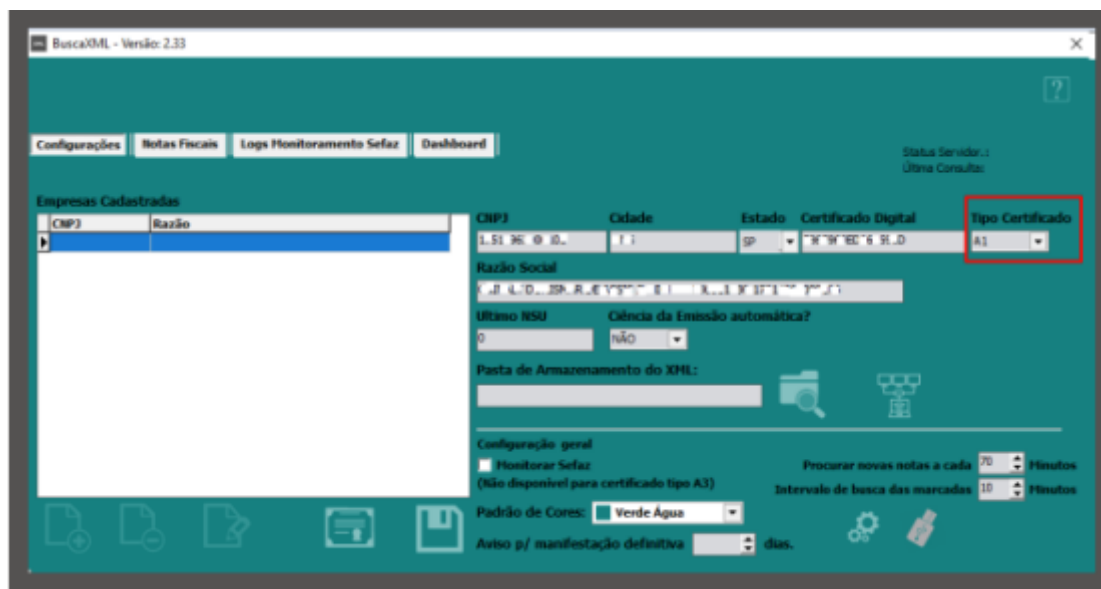 BuscaXML - Versão: 2.33
Configurações Notas Fiscais Logs Monitoramento Sefaz Dashboard
Status Servidor.:
Última Consulta:
Empresas Cadastradas
CNPJ Razão
CNPJ Cidade Estado Certificado Digital Tipo Certificado
SP A1
Razão Social
Ultimo NSU Ciência da Emissão automática?
0 NÃO
Pasta de Armazenamento do XML:
Configuração geral
Monitorar Sefaz
(Não disponivel para certificado tipo A3)
Procurar novas notas a cada 70 Minutos
Intervalo de busca das marcadas 10 Minutos
Padrão de Cores: Verde Água
Aviso p/ manifestação definitiva dias.